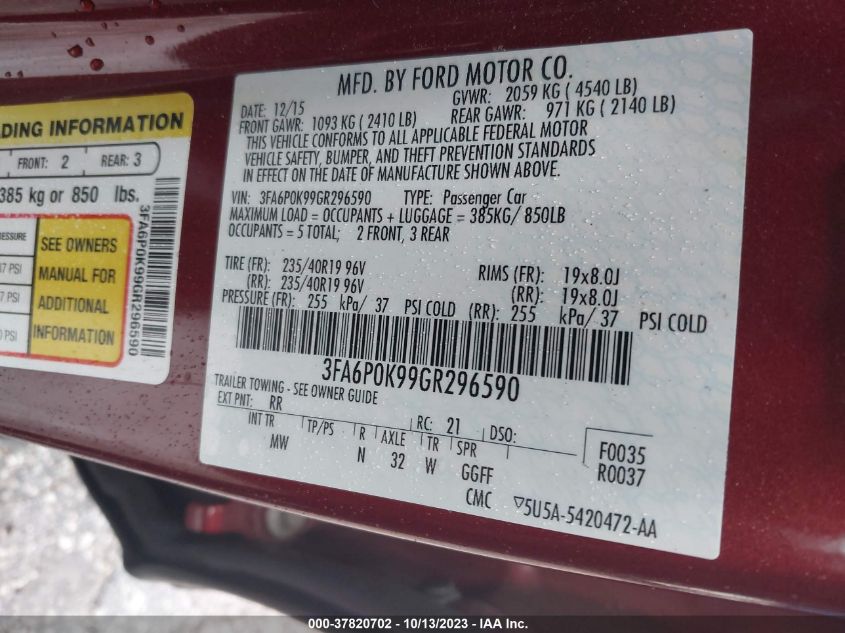 MFD. BY FORD MOTOR CO.
DATE: 12/15 GVWR: 2059 KG ( 4540 LB)
FRONT GAWR: 1093 KG ( 2410 LB) REAR GAWR: 971 KG ( 2140 LB)
THIS VEHICLE CONFORMS TO ALL APPLICABLE FEDERAL MOTOR
VEHICLE SAFETY, BUMPER, AND THEFT PREVENTION STANDARDS
IN EFFECT ON THE DATE OF MANUFACTURE SHOWN ABOVE.
VIN: 3FA6P0K99GR296590 TYPE: Passenger Car
MAXIMUM LOAD = OCCUPANTS + LUGGAGE = 385KG/ 850LB
OCCUPANTS = 5 TOTAL; 2 FRONT, 3 REAR
TIRE (FR): 235/40R19 96V RIMS (FR): 19x8.0J
(RR): 235/40R19 96V (RR): 19x8.0J
PRESSURE (FR): 255 kPa/ 37 PSI COLD (RR): 255 kPa/ 37 PSI COLD
3FA6P0K99GR296590
TRAILER TOWING - SEE OWNER GUIDE
EXT PNT: RR RC: 21 DSO:
INT TR TP/PS R AXLE TR SPR F0035
MW N 32 W GGFF R0037
CMC ▽5U5A-5420472-AA
INFORMATION
FRONT: 2 REAR: 3
385 kg or 850 lbs.
SEE OWNERS
MANUAL FOR
ADDITIONAL
INFORMATION
PSI
PSI
PSI
3FA6P0K99GR296590
000-37820702 - 10/13/2023 - IAA Inc.